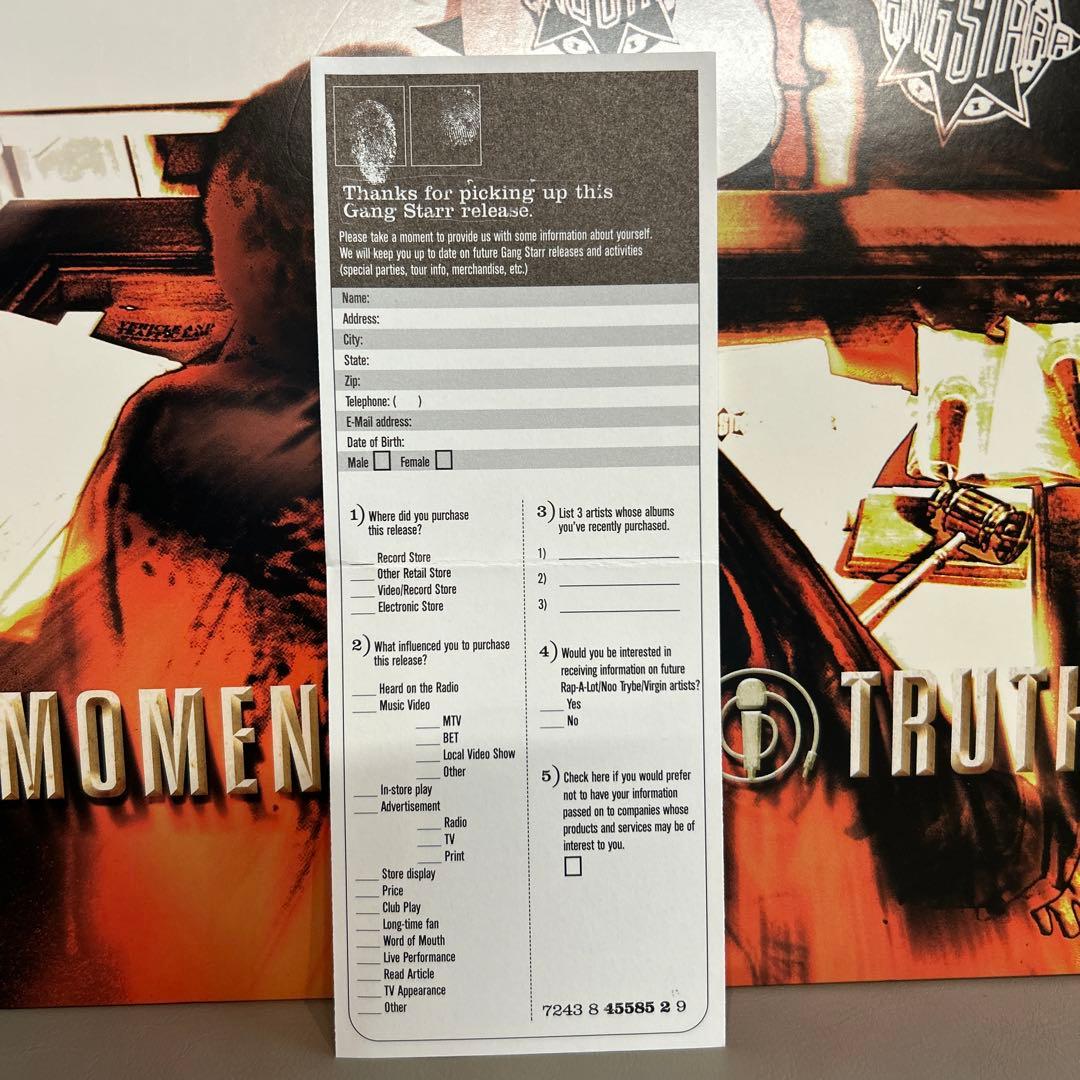 GANG STARR
Thanks for picking up this
Gang Starr release.
Please take a moment to provide us with some information about yourself.
We will keep you up to date on future Gang Starr releases and activities
(special parties, tour info, merchandise, etc.)
Name:
Address:
City:
State:
Zip:
Telephone: ( )
E-Mail address:
Date of Birth:
Male Female
1) Where did you purchase
this release?
Record Store
Other Retail Store
Video/Record Store
Electronic Store
2) What influenced you to purchase
this release?
Heard on the Radio
Music Video
MTV
BET
Local Video Show
Other
In-store play
Advertisement
Radio
TV
Print
Store display
Price
Club Play
Long-time fan
Word of Mouth
Live Performance
Read Article
TV Appearance
Other
3) List 3 artists whose albums
you've recently purchased.
1)
2)
3)
4) Would you be interested in
receiving information on future
Rap-A-Lot/Noo Trybe/Virgin artists?
Yes
No
5) Check here if you would prefer
not to have your information
passed on to companies whose
products and services may be of
interest to you.
7243 8 45585 2 9
MOMEN
TRUTH